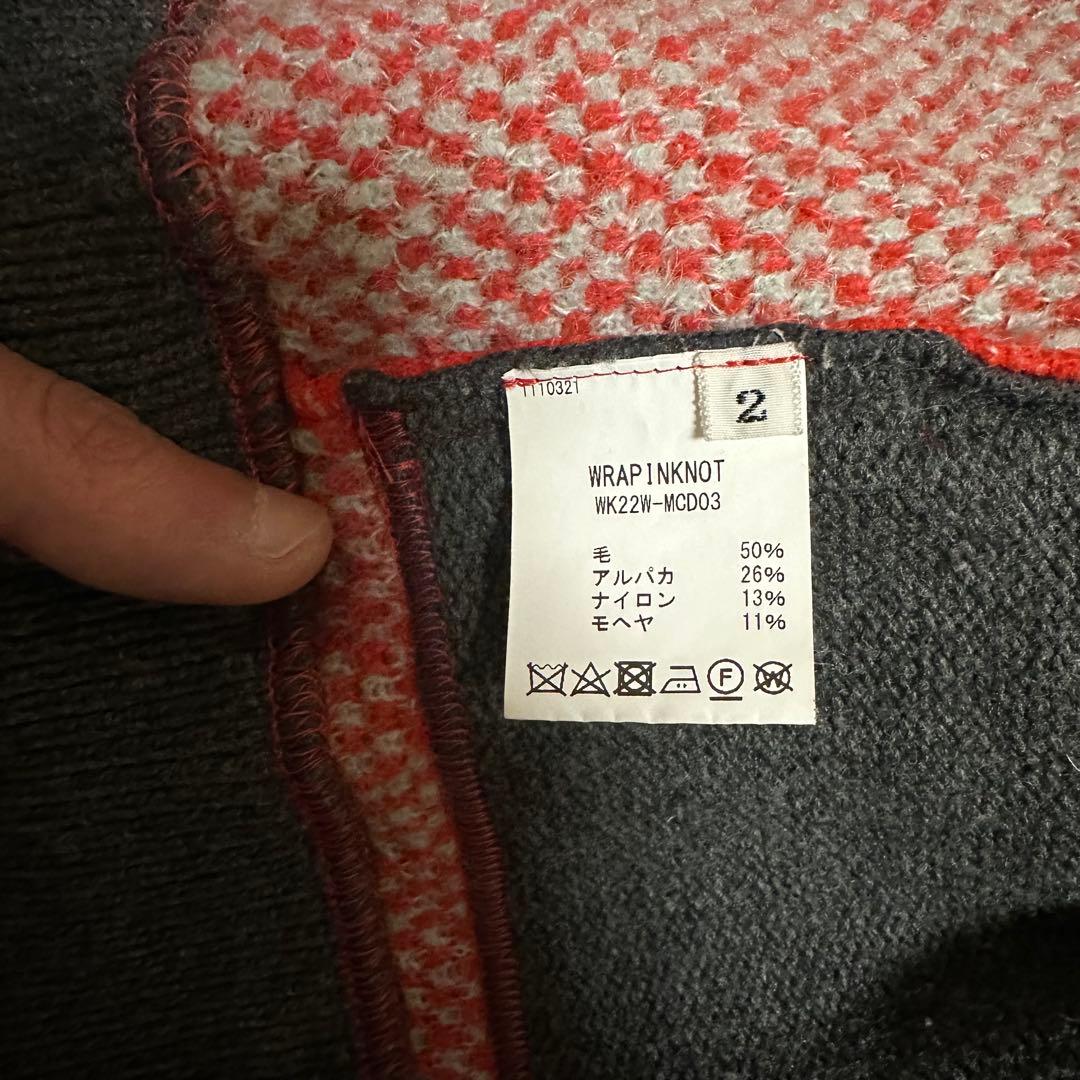 1110321
2
WRAPINKNOT
WK22W-MCD03
毛 50%
アルパカ 26%
ナイロン 13%
モヘヤ 11%
F W